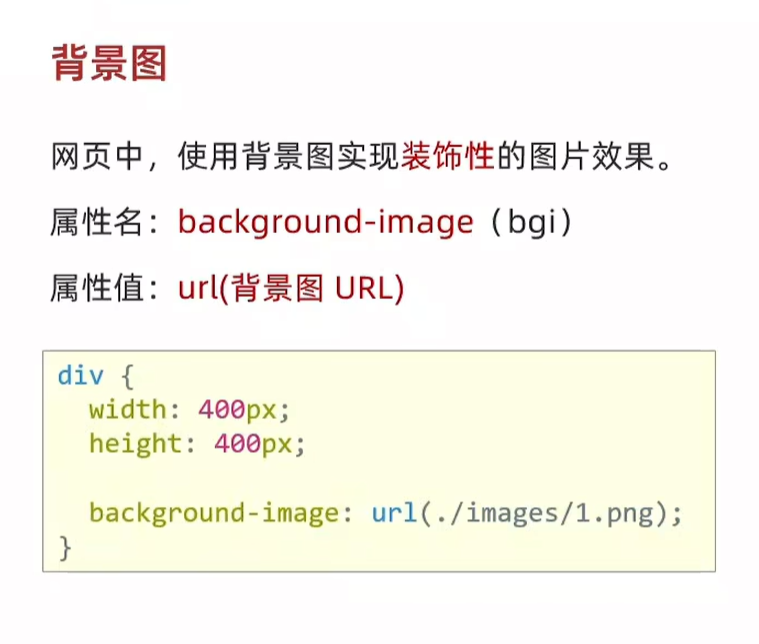 背景图
网页中，使用背景图实现装饰性的图片效果。
属性名：background-image（bgi）
属性值：url(背景图 URL)
div {
  width: 400px;
  height: 400px;
  background-image: url(./images/1.png);
}